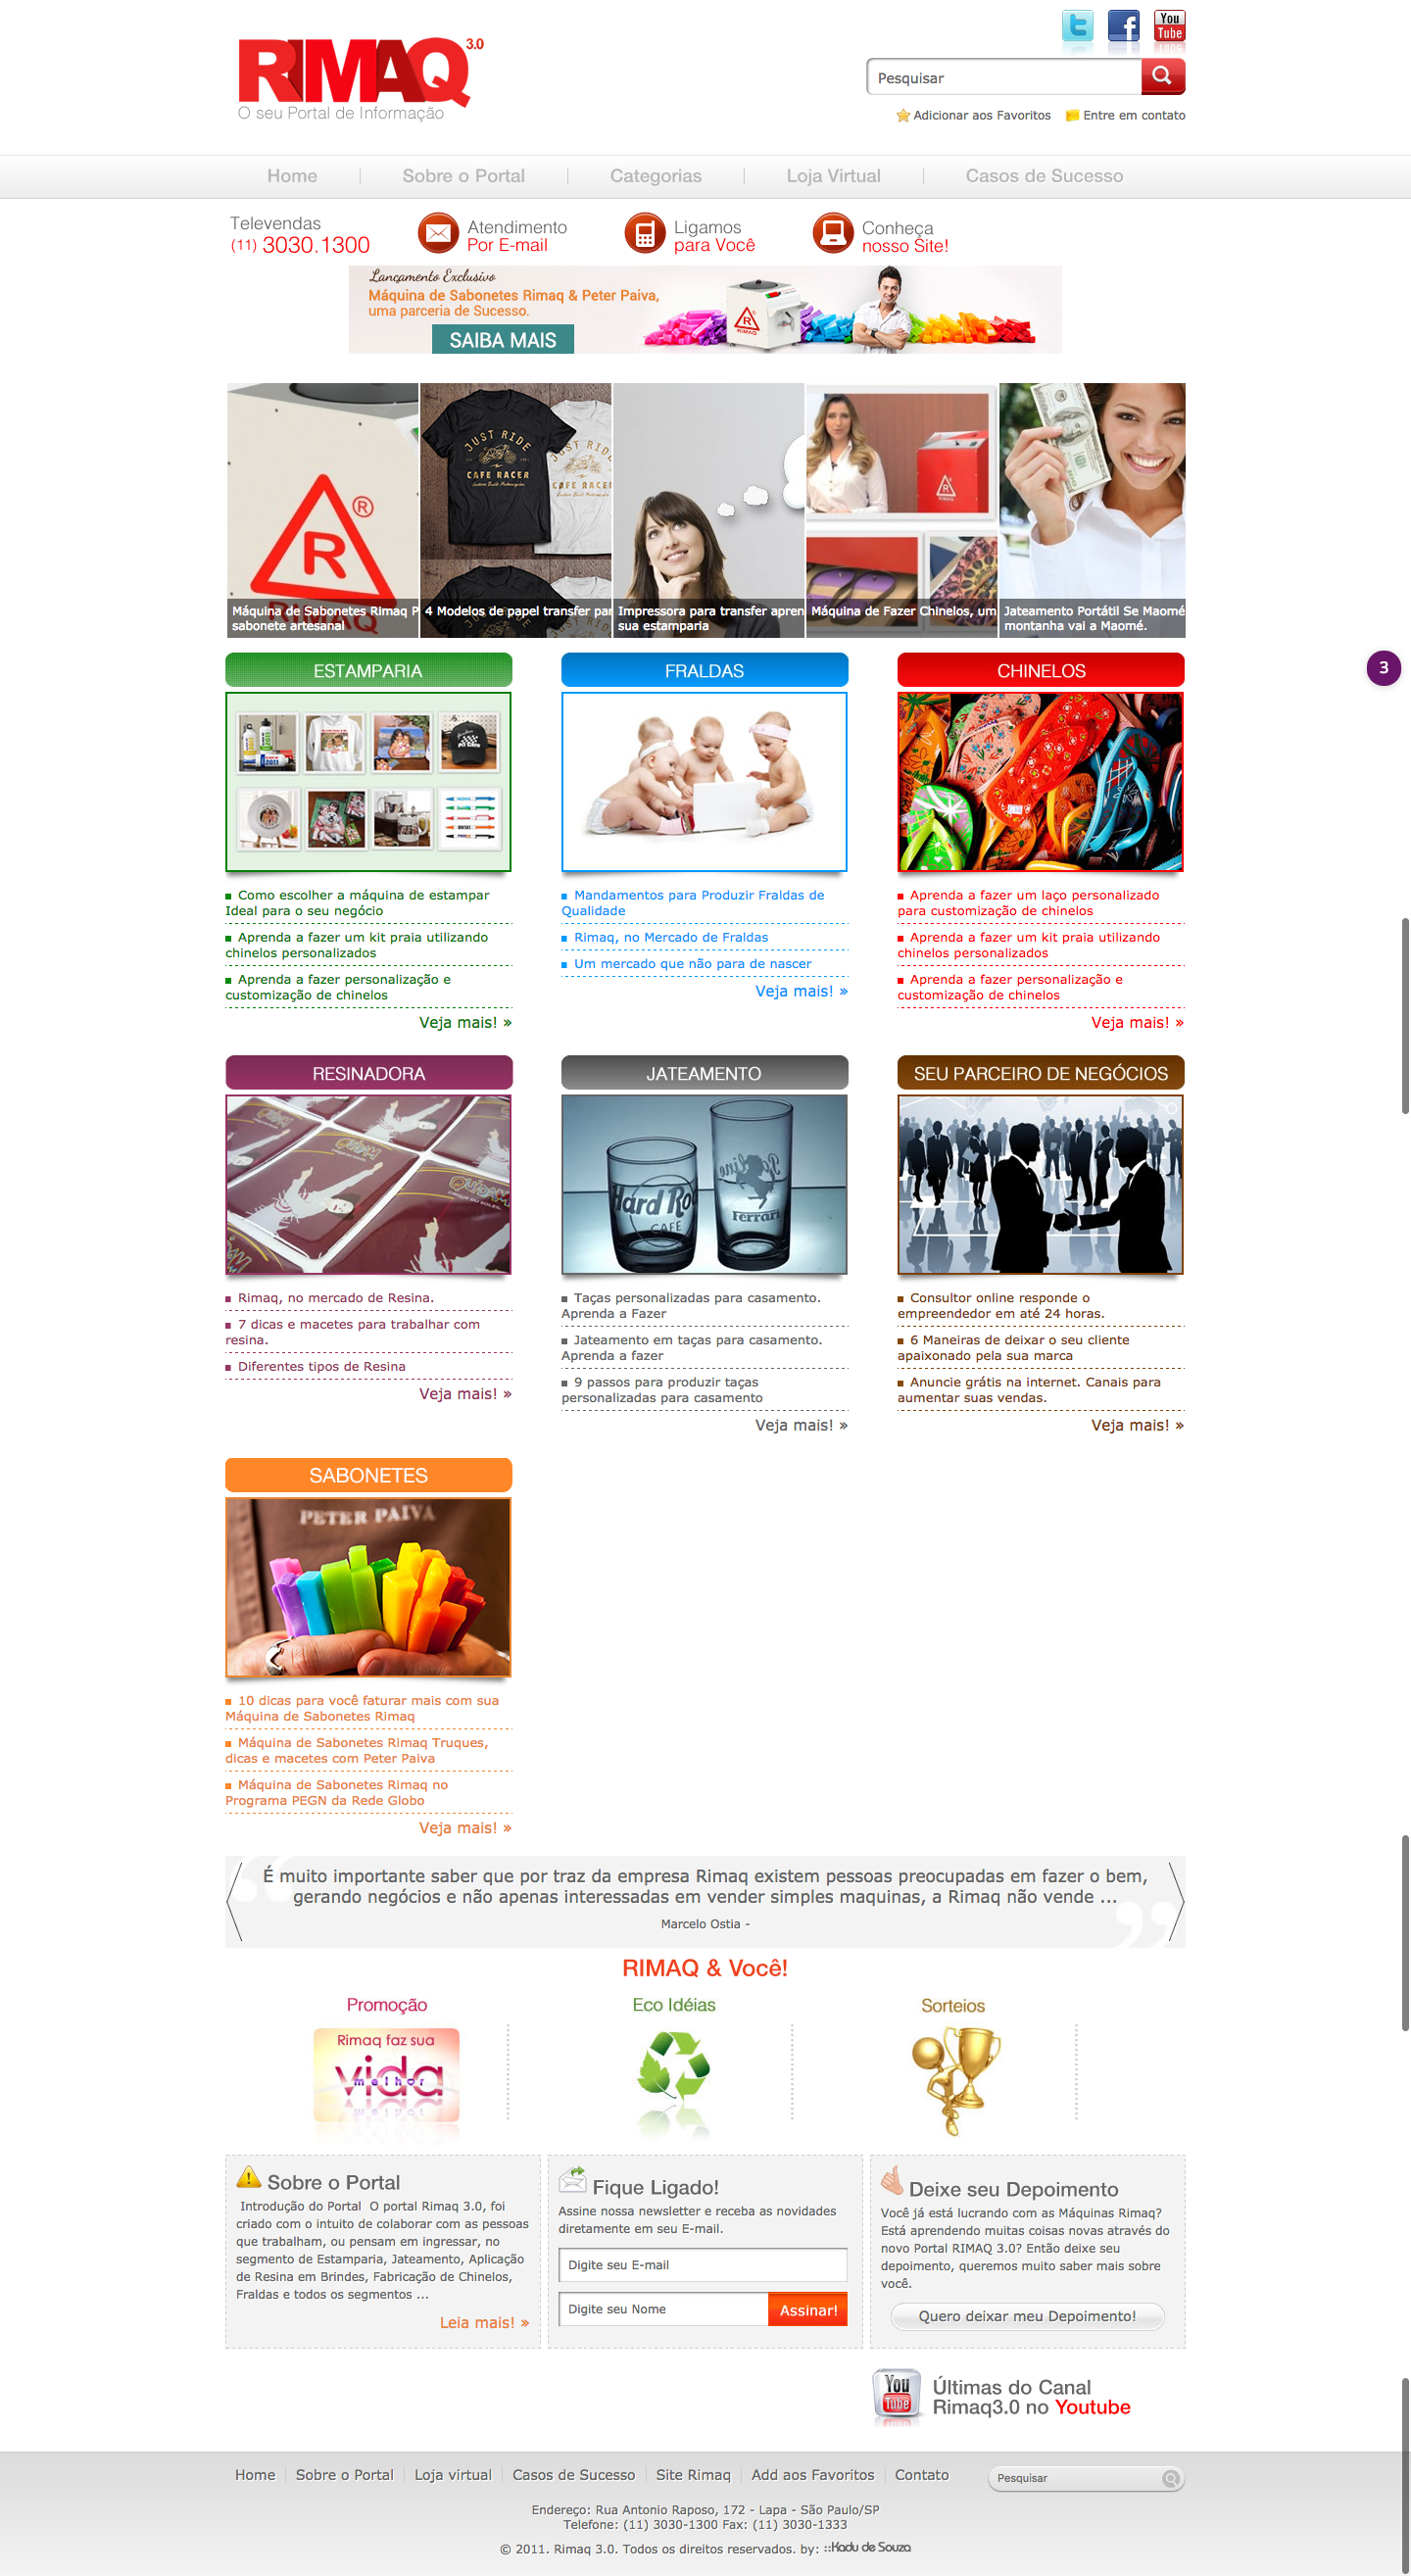 RIMAQ 3.0
O seu Portal de Informação
You Tube
Pesquisar
Adicionar aos Favoritos
Entre em contato
Home
Sobre o Portal
Categorias
Loja Virtual
Casos de Sucesso
Televendas
(11) 3030.1300
Atendimento
Por E-mail
Ligamos
para Você
Conheça
nosso Site!
Lançamento Exclusivo
Máquina de Sabonetes Rimaq & Peter Paiva,
uma parceria de Sucesso.
SAIBA MAIS
RIMAQ
R
JUST RIDE
CAFE RACER
Máquina de Sabonetes Rimaq P
sabonete artesanal
4 Modelos de papel transfer par
Impressora para transfer apren
sua estamparia
Máquina de Fazer Chinelos, um
Jateamento Portátil Se Maomé
montanha vai a Maomé.
3
ESTAMPARIA
Como escolher a máquina de estampar
Ideal para o seu negócio
Aprenda a fazer um kit praia utilizando
chinelos personalizados
Aprenda a fazer personalização e
customização de chinelos
Veja mais! »
FRALDAS
Mandamentos para Produzir Fraldas de
Qualidade
Rimaq, no Mercado de Fraldas
Um mercado que não para de nascer
Veja mais! »
CHINELOS
Aprenda a fazer um laço personalizado
para customização de chinelos
Aprenda a fazer um kit praia utilizando
chinelos personalizados
Aprenda a fazer personalização e
customização de chinelos
Veja mais! »
RESINADORA
Rimaq, no mercado de Resina.
7 dicas e macetes para trabalhar com
resina.
Diferentes tipos de Resina
Veja mais! »
JATEAMENTO
Hard Roc
CAFE
Ferrari
Taças personalizadas para casamento.
Aprenda a Fazer
Jateamento em taças para casamento.
Aprenda a fazer
9 passos para produzir taças
personalizadas para casamento
Veja mais! »
SEU PARCEIRO DE NEGÓCIOS
Consultor online responde o
empreendedor em até 24 horas.
6 Maneiras de deixar o seu cliente
apaixonado pela sua marca
Anuncie grátis na internet. Canais para
aumentar suas vendas.
Veja mais! »
SABONETES
PETER PAIVA
10 dicas para você faturar mais com sua
Máquina de Sabonetes Rimaq
Máquina de Sabonetes Rimaq Truques,
dicas e macetes com Peter Paiva
Máquina de Sabonetes Rimaq no
Programa PEGN da Rede Globo
Veja mais! »
É muito importante saber que por traz da empresa Rimaq existem pessoas preocupadas em fazer o bem,
gerando negócios e não apenas interessadas em vender simples maquinas, a Rimaq não vende ...
Marcelo Ostia -
RIMAQ & Você!
Promoção
Rimaq faz sua
vida
melhor
Eco Idéias
Sorteios
Sobre o Portal
Introdução do Portal  O portal Rimaq 3.0, foi
criado com o intuito de colaborar com as pessoas
que trabalham, ou pensam em ingressar, no
segmento de Estamparia, Jateamento, Aplicação
de Resina em Brindes, Fabricação de Chinelos,
Fraldas e todos os segmentos ...
Leia mais! »
Fique Ligado!
Assine nossa newsletter e receba as novidades
diretamente em seu E-mail.
Digite seu E-mail
Digite seu Nome
Assinar!
Deixe seu Depoimento
Você já está lucrando com as Máquinas Rimaq?
Está aprendendo muitas coisas novas através do
novo Portal RIMAQ 3.0? Então deixe seu
depoimento, queremos muito saber mais sobre
você.
Quero deixar meu Depoimento!
You Tube
Últimas do Canal
Rimaq3.0 no Youtube
Home
Sobre o Portal
Loja virtual
Casos de Sucesso
Site Rimaq
Add aos Favoritos
Contato
Pesquisar
Endereço: Rua Antonio Raposo, 172 - Lapa - São Paulo/SP
Telefone: (11) 3030-1300 Fax: (11) 3030-1333
© 2011. Rimaq 3.0. Todos os direitos reservados. by: ::Kadu de Souza